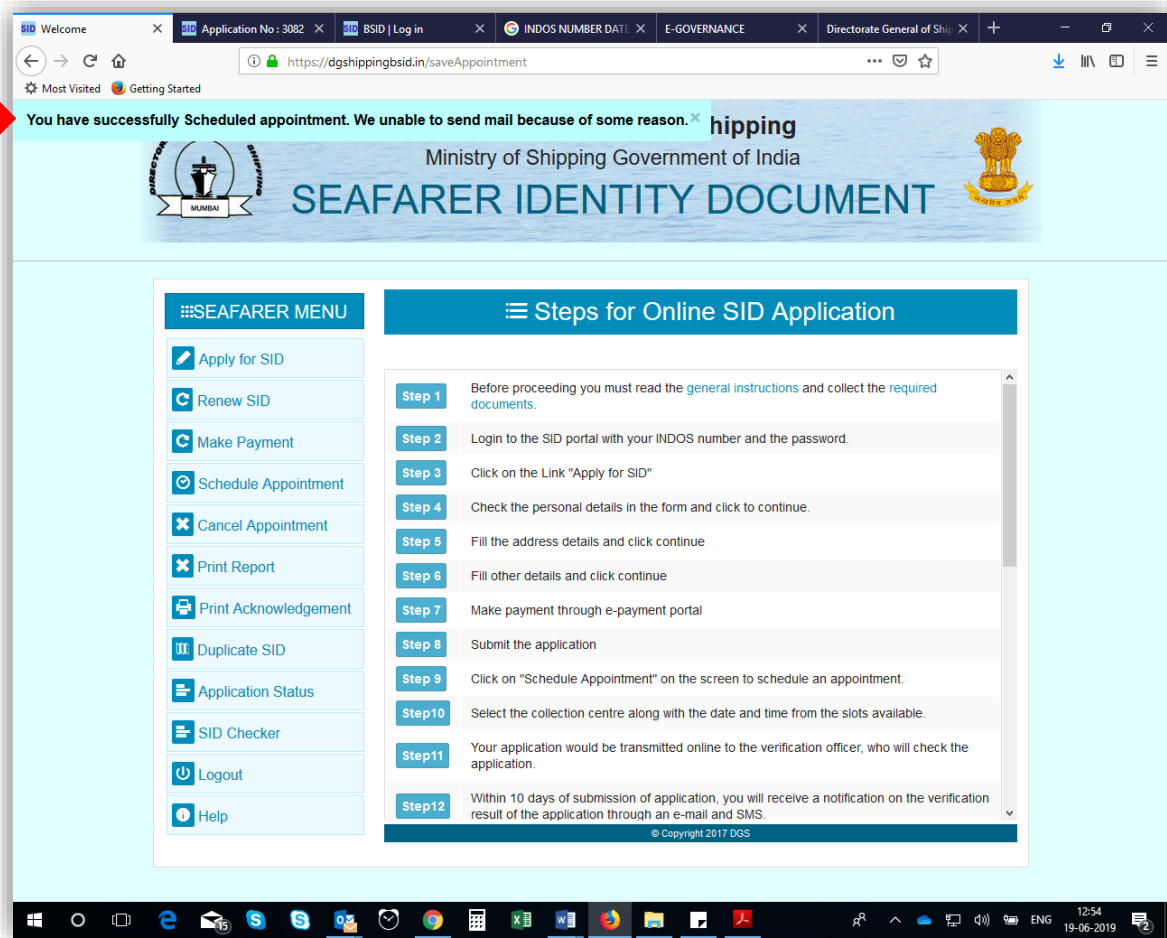 SID Welcome
SID Application No : 3082
SID BSID | Log in
G INDOS NUMBER DATE
E-GOVERNANCE
Directorate General of Ship
https://dgshippingbsid.in/saveAppointment
Most Visited
Getting Started
You have successfully Scheduled appointment. We unable to send mail because of some reason. ×
hipping
Ministry of Shipping Government of India
SEAFARER IDENTITY DOCUMENT
SHIPPING
MUMBAI
SEAFARER MENU
Apply for SID
Renew SID
Make Payment
Schedule Appointment
Cancel Appointment
Print Report
Print Acknowledgement
Duplicate SID
Application Status
SID Checker
Logout
Help
Steps for Online SID Application
Step 1 Before proceeding you must read the general instructions and collect the required
documents.
Step 2 Login to the SID portal with your INDOS number and the password.
Step 3 Click on the Link "Apply for SID"
Step 4 Check the personal details in the form and click to continue.
Step 5 Fill the address details and click continue
Step 6 Fill other details and click continue
Step 7 Make payment through e-payment portal
Step 8 Submit the application
Step 9 Click on "Schedule Appointment" on the screen to schedule an appointment.
Step10 Select the collection centre along with the date and time from the slots available.
Step11 Your application would be transmitted online to the verification officer, who will check the
application.
Step12 Within 10 days of submission of application, you will receive a notification on the verification
result of the application through an e-mail and SMS.
© Copyright 2017 DGS
15
ENG
12:54
19-06-2019
2